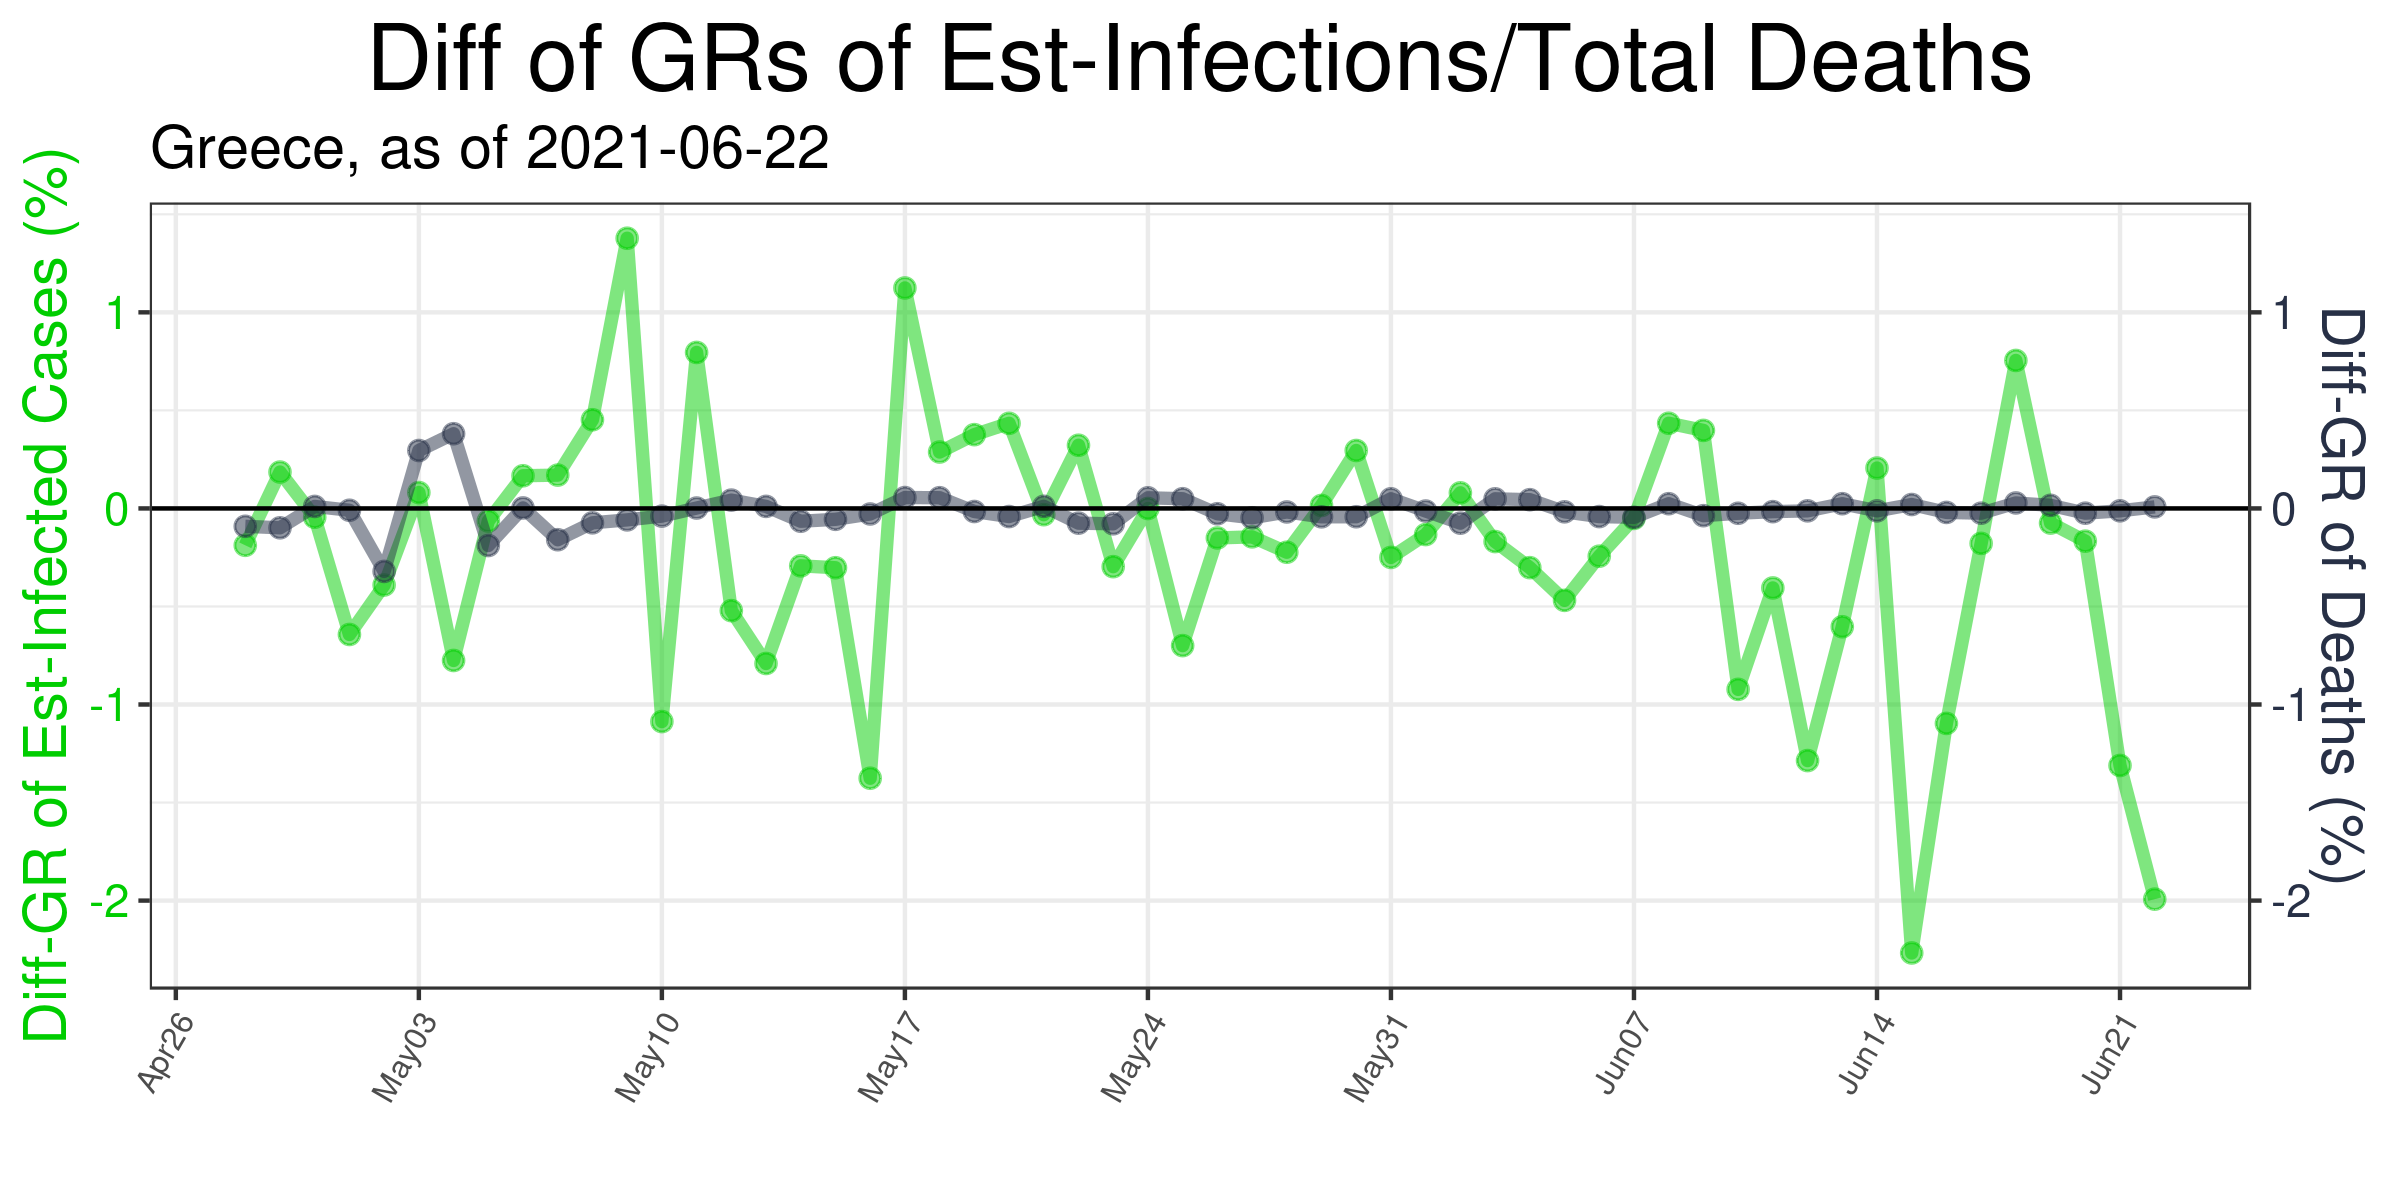 Diff of GRs of Est-Infections/Total Deaths
Greece, as of 2021-06-22
Diff-GR of Est-Infected Cases (%)
1
0
-1
-2
1
0
-1
-2
Diff-GR of Deaths (%)
Apr26
May03
May10
May17
May24
May31
Jun07
Jun14
Jun21